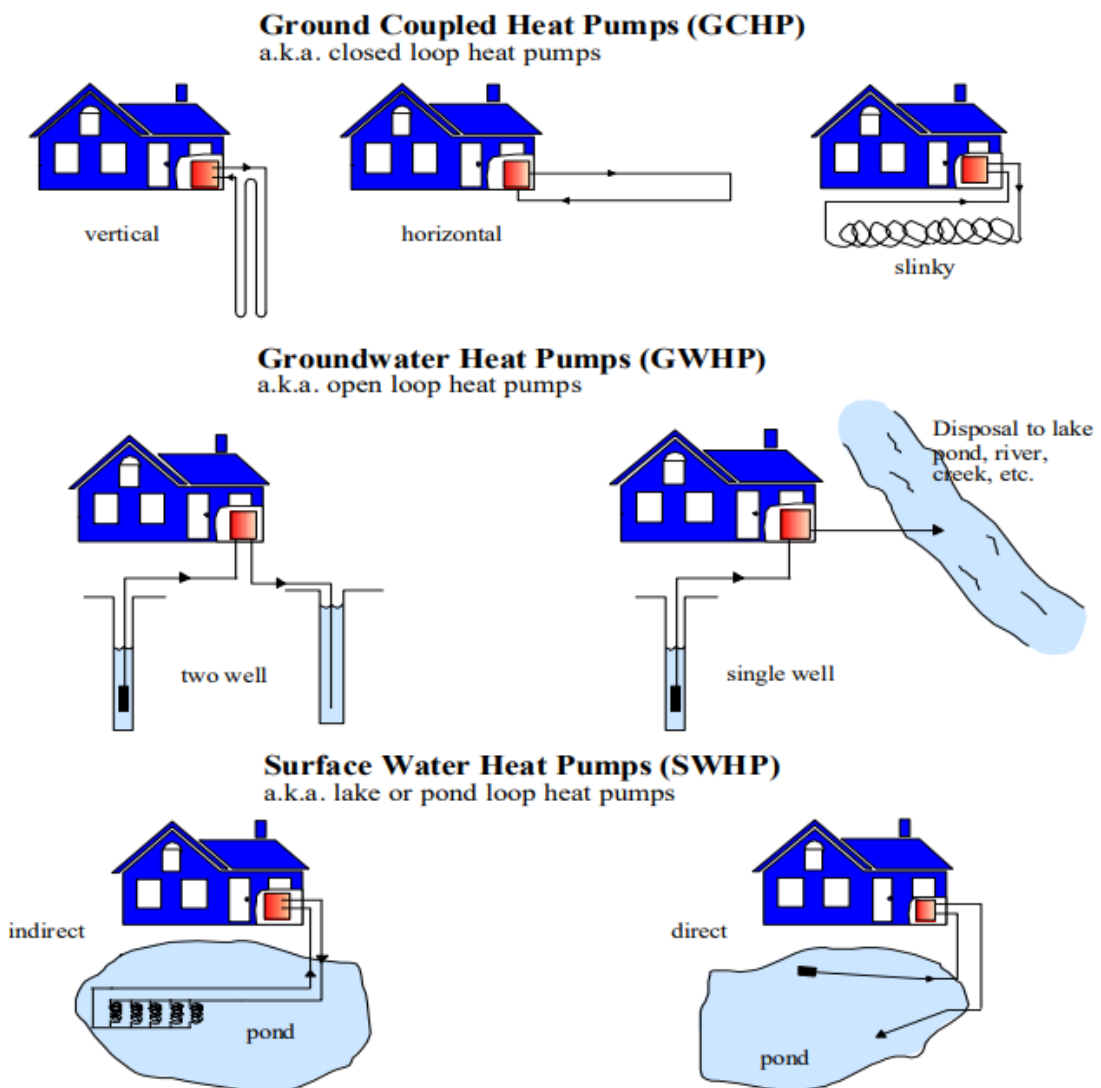 Ground Coupled Heat Pumps (GCHP)
a.k.a. closed loop heat pumps
vertical
horizontal
slinky
Groundwater Heat Pumps (GWHP)
a.k.a. open loop heat pumps
Disposal to lake
pond, river,
creek, etc.
two well
single well
Surface Water Heat Pumps (SWHP)
a.k.a. lake or pond loop heat pumps
indirect
direct
pond
pond